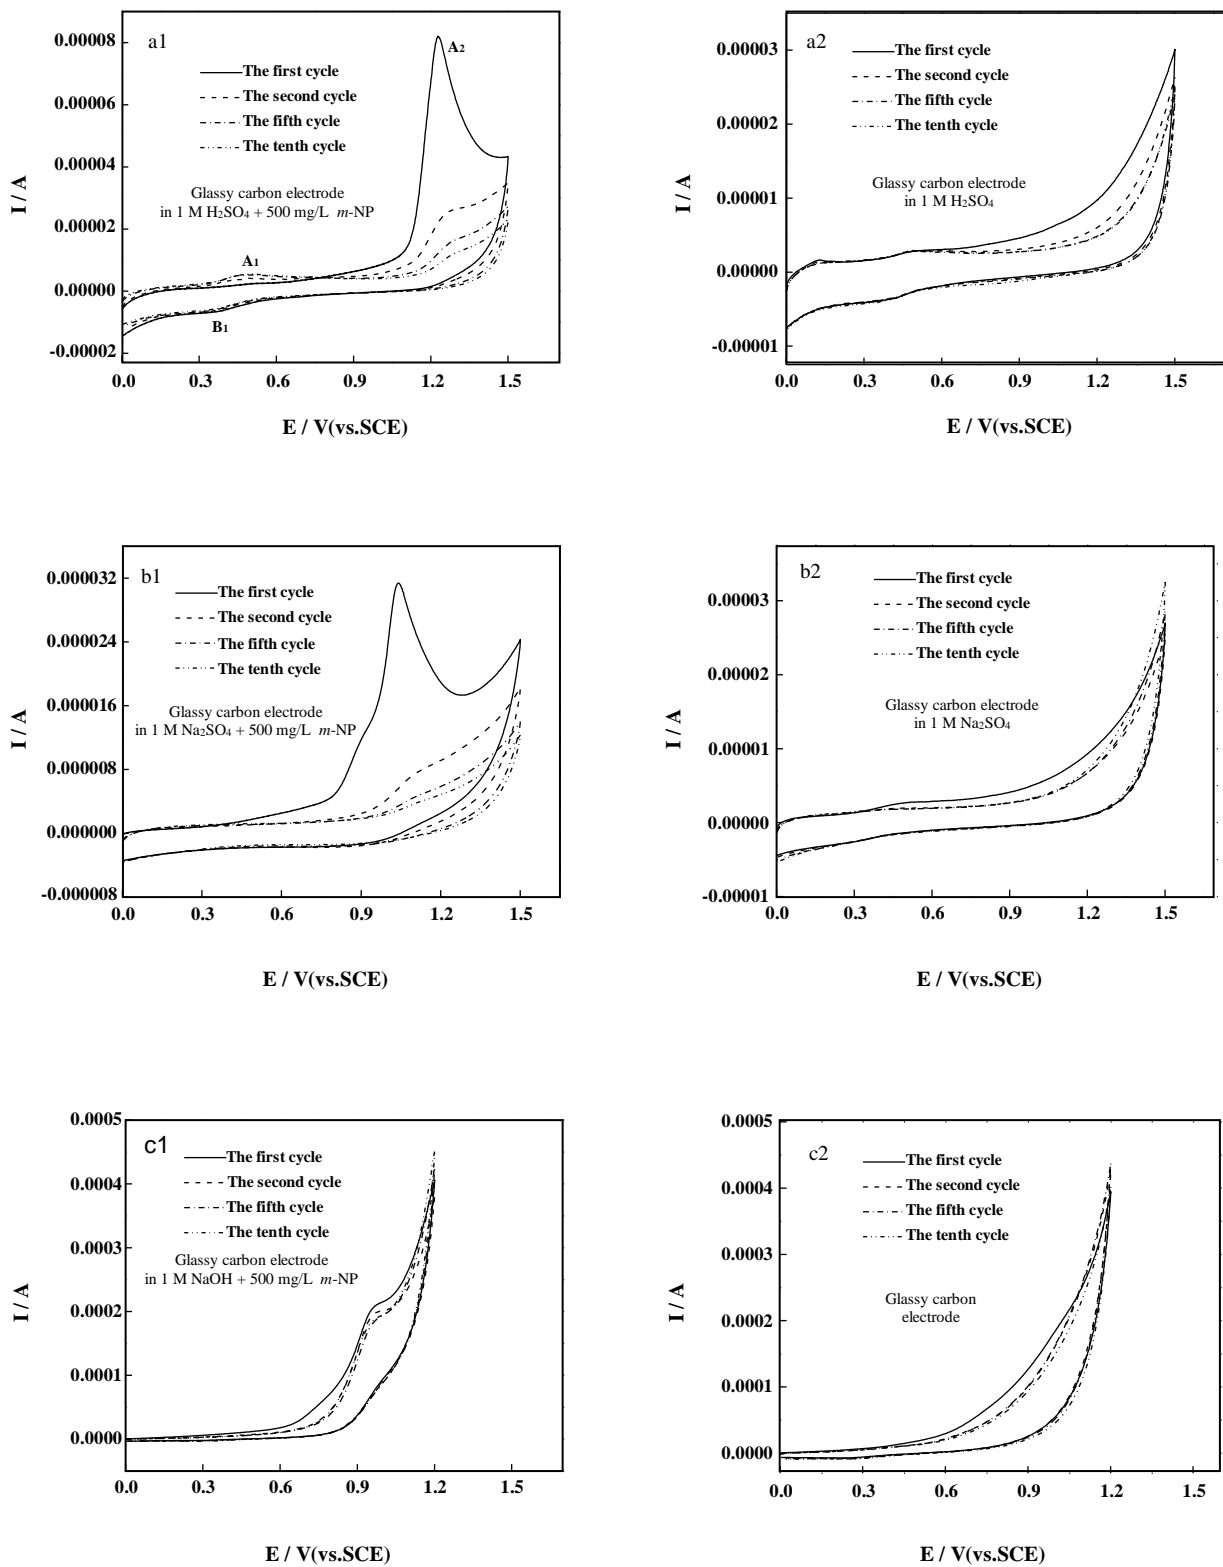 a1
0.00008
0.00006
0.00004
0.00002
0.00000
-0.00002
I / A
The first cycle
The second cycle
The fifth cycle
The tenth cycle
Glassy carbon electrode
in 1 M H₂SO₄ + 500 mg/L m-NP
A₂
A₁
B₁
0.0 0.3 0.6 0.9 1.2 1.5
E / V(vs.SCE)
a2
0.00003
0.00002
0.00001
0.00000
-0.00001
I / A
The first cycle
The second cycle
The fifth cycle
The tenth cycle
Glassy carbon electrode
in 1 M H₂SO₄
0.0 0.3 0.6 0.9 1.2 1.5
E / V(vs.SCE)
b1
0.000032
0.000024
0.000016
0.000008
0.000000
-0.000008
I / A
The first cycle
The second cycle
The fifth cycle
The tenth cycle
Glassy carbon electrode
in 1 M Na₂SO₄ + 500 mg/L m-NP
0.0 0.3 0.6 0.9 1.2 1.5
E / V(vs.SCE)
b2
0.00003
0.00002
0.00001
0.00000
-0.00001
I / A
The first cycle
The second cycle
The fifth cycle
The tenth cycle
Glassy carbon electrode
in 1 M Na₂SO₄
0.0 0.3 0.6 0.9 1.2 1.5
E / V(vs.SCE)
c1
0.0005
0.0004
0.0003
0.0002
0.0001
0.0000
I / A
The first cycle
The second cycle
The fifth cycle
The tenth cycle
Glassy carbon electrode
in 1 M NaOH + 500 mg/L m-NP
0.0 0.3 0.6 0.9 1.2 1.5
E / V(vs.SCE)
c2
0.0005
0.0004
0.0003
0.0002
0.0001
0.0000
I / A
The first cycle
The second cycle
The fifth cycle
The tenth cycle
Glassy carbon
electrode
0.0 0.3 0.6 0.9 1.2 1.5
E / V(vs.SCE)